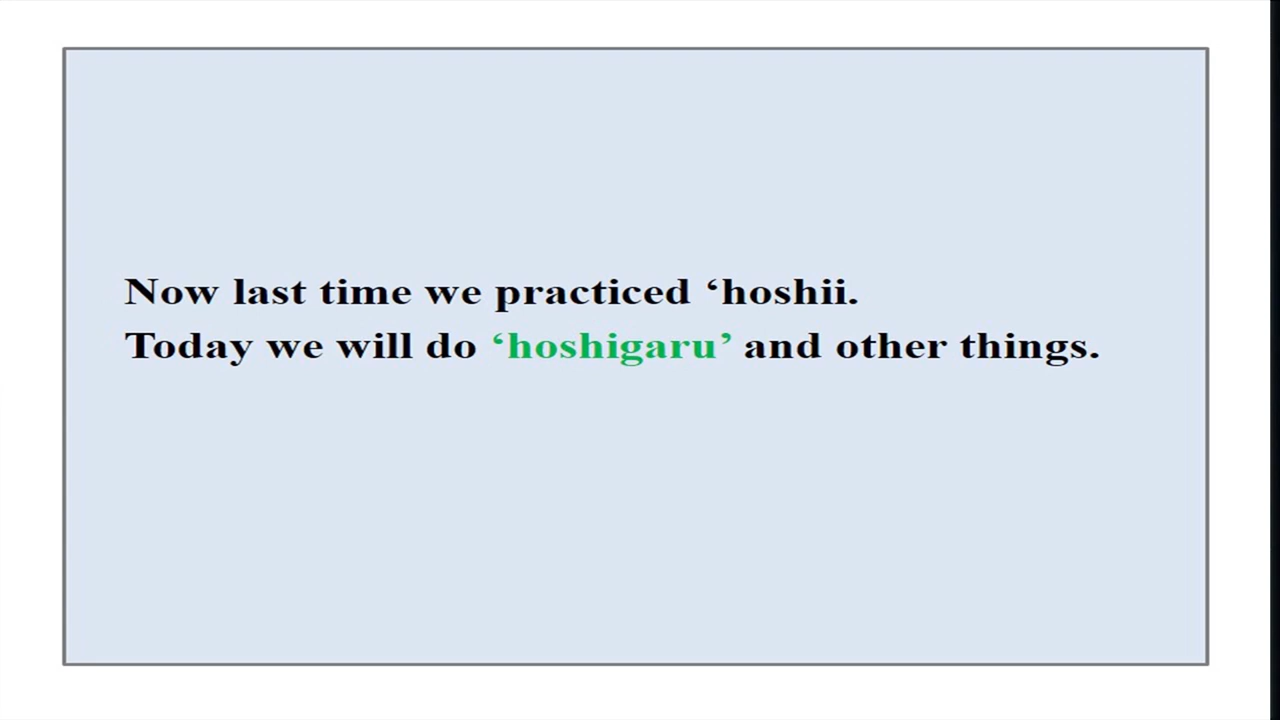 Now last time we practiced ‘hoshii.
Today we will do ‘hoshigaru’ and other things.